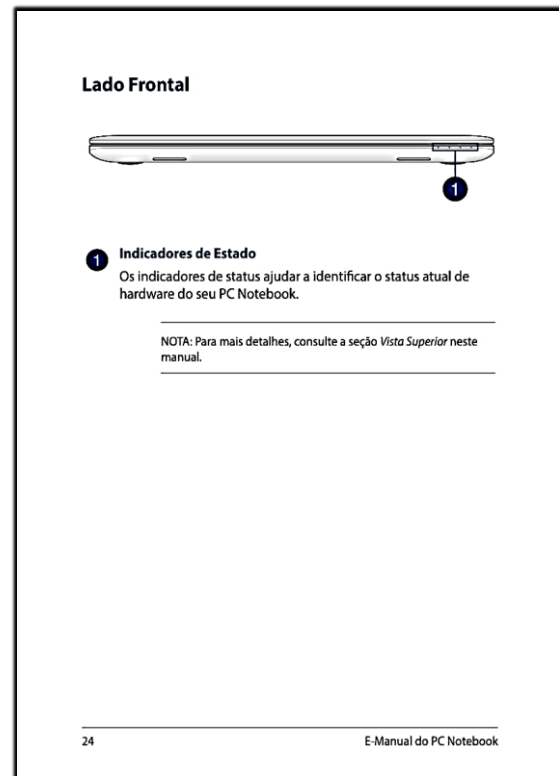 Lado Frontal
1
1
Indicadores de Estado
Os indicadores de status ajudar a identificar o status atual de
hardware do seu PC Notebook.
NOTA: Para mais detalhes, consulte a seção Vista Superior neste
manual.
24
E-Manual do PC Notebook